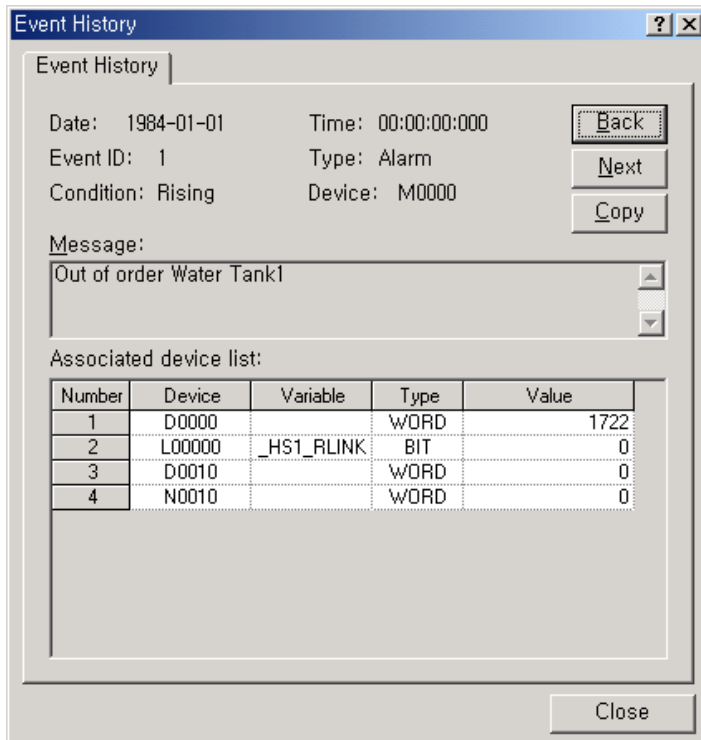 Event History
Event History
Date: 1984-01-01 Time: 00:00:00:000 Back
Event ID: 1 Type: Alarm Next
Condition: Rising Device: M0000 Copy
Message:
Out of order Water Tank1
Associated device list:
Number Device Variable Type Value
1 D0000 WORD 1722
2 L00000 _HS1_RLINK BIT 0
3 D0010 WORD 0
4 N0010 WORD 0
Close